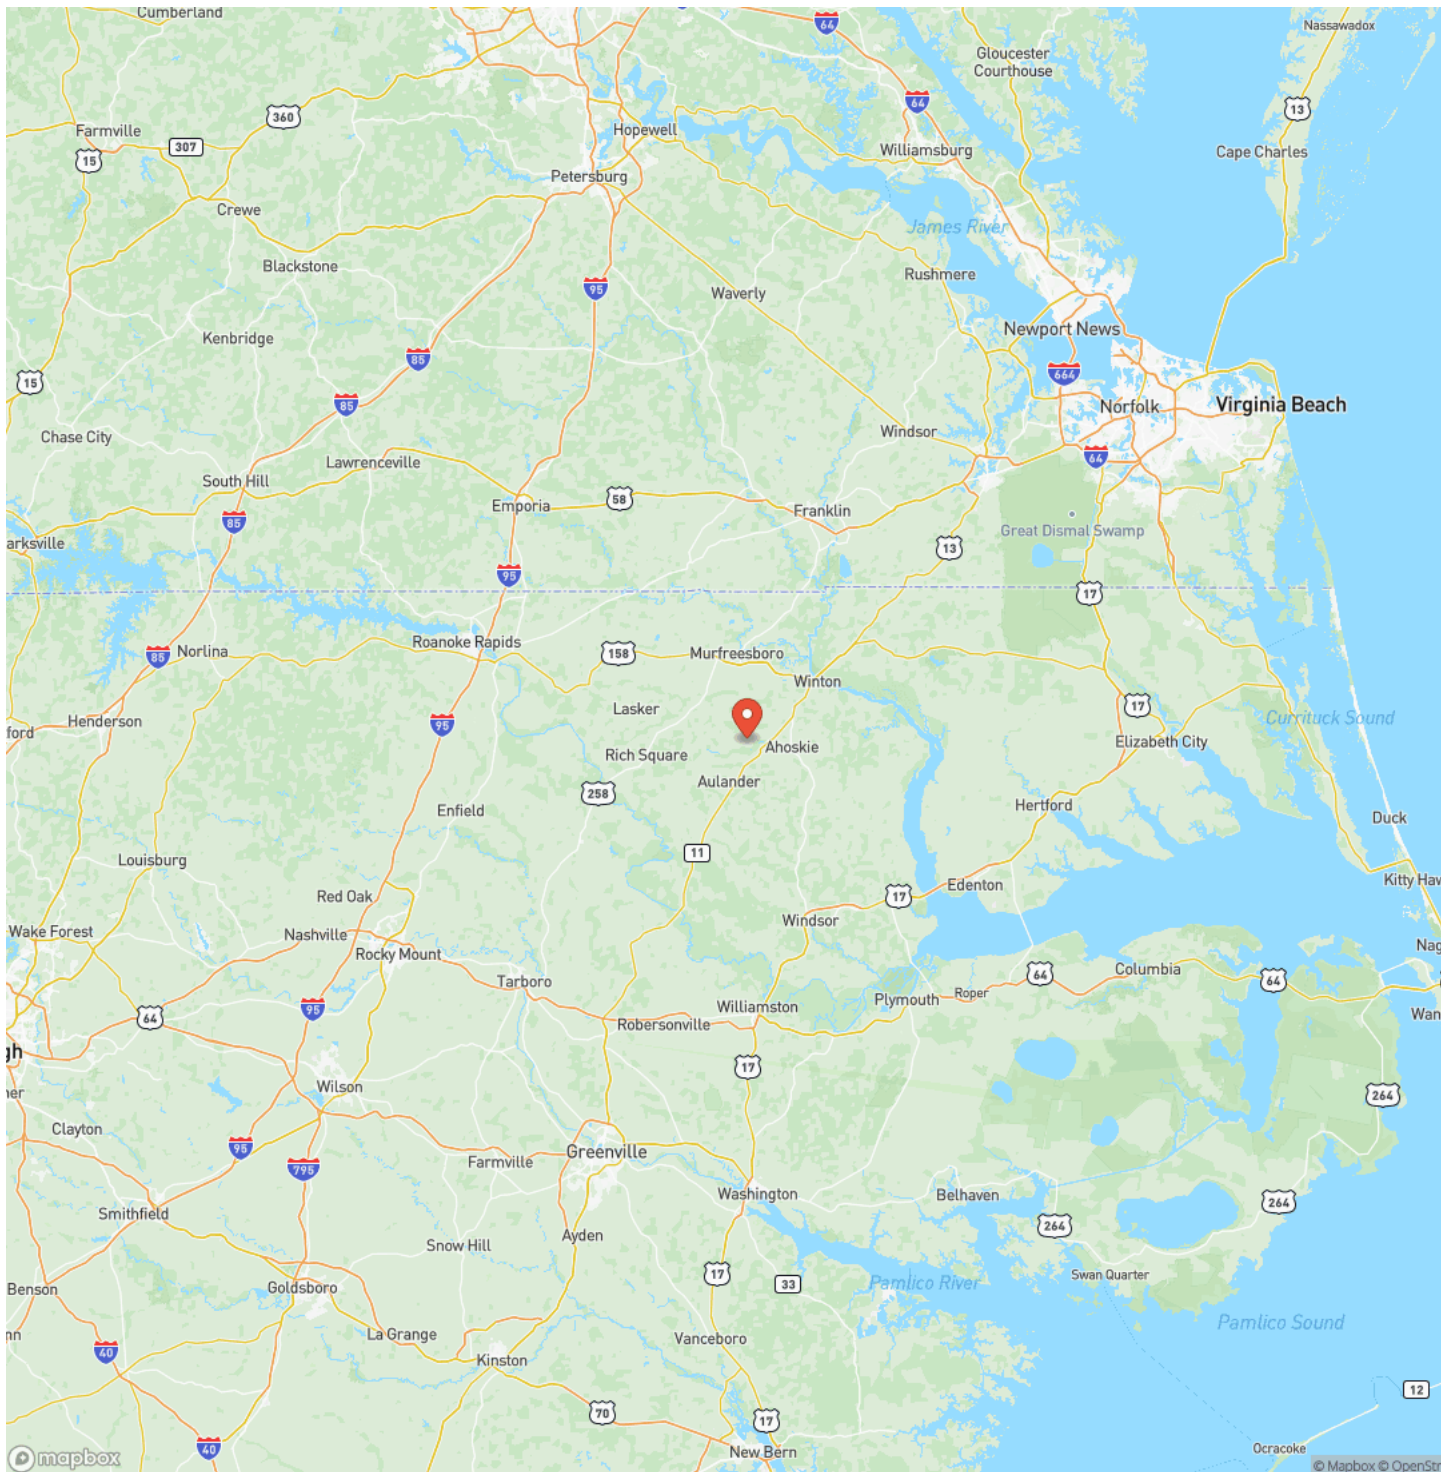 Cumberland
64
Nassawadox
Gloucester
Courthouse
64
13
360
Farmville
307
15
Hopewell
Williamsburg
Cape Charles
Petersburg
Crewe
James River
Blackstone
Rushmere
95
Waverly
Newport News
Kenbridge
85
664
15
85
Norfolk
Virginia Beach
Chase City
Windsor
64
Lawrenceville
South Hill
58
Emporia
Franklin
85
Great Dismal Swamp
arksville
13
95
17
Roanoke Rapids
158
Murfreesboro
85
Norlina
Winton
Lasker
17
Henderson
95
Currituck Sound
ford
Elizabeth City
Ahoskie
Rich Square
Aulander
258
Hertford
Enfield
Duck
11
Louisburg
Kitty Haw
Edenton
Red Oak
17
Windsor
Wake Forest
Nashville
Nag
Rocky Mount
64
Columbia
64
Tarboro
Roper
Plymouth
Williamston
95
64
Wan
Robersonville
gh
17
Wilson
ner
264
Clayton
95
Greenville
Farmville
795
Washington
Belhaven
264
Smithfield
264
Ayden
Snow Hill
17
Swan Quarter
33
Pamlico River
Benson
Goldsboro
Pamlico Sound
nn
La Grange
Vanceboro
40
Kinston
12
70
17
40
New Bern
Ocracoke
mapbox
© Mapbox © OpenStr